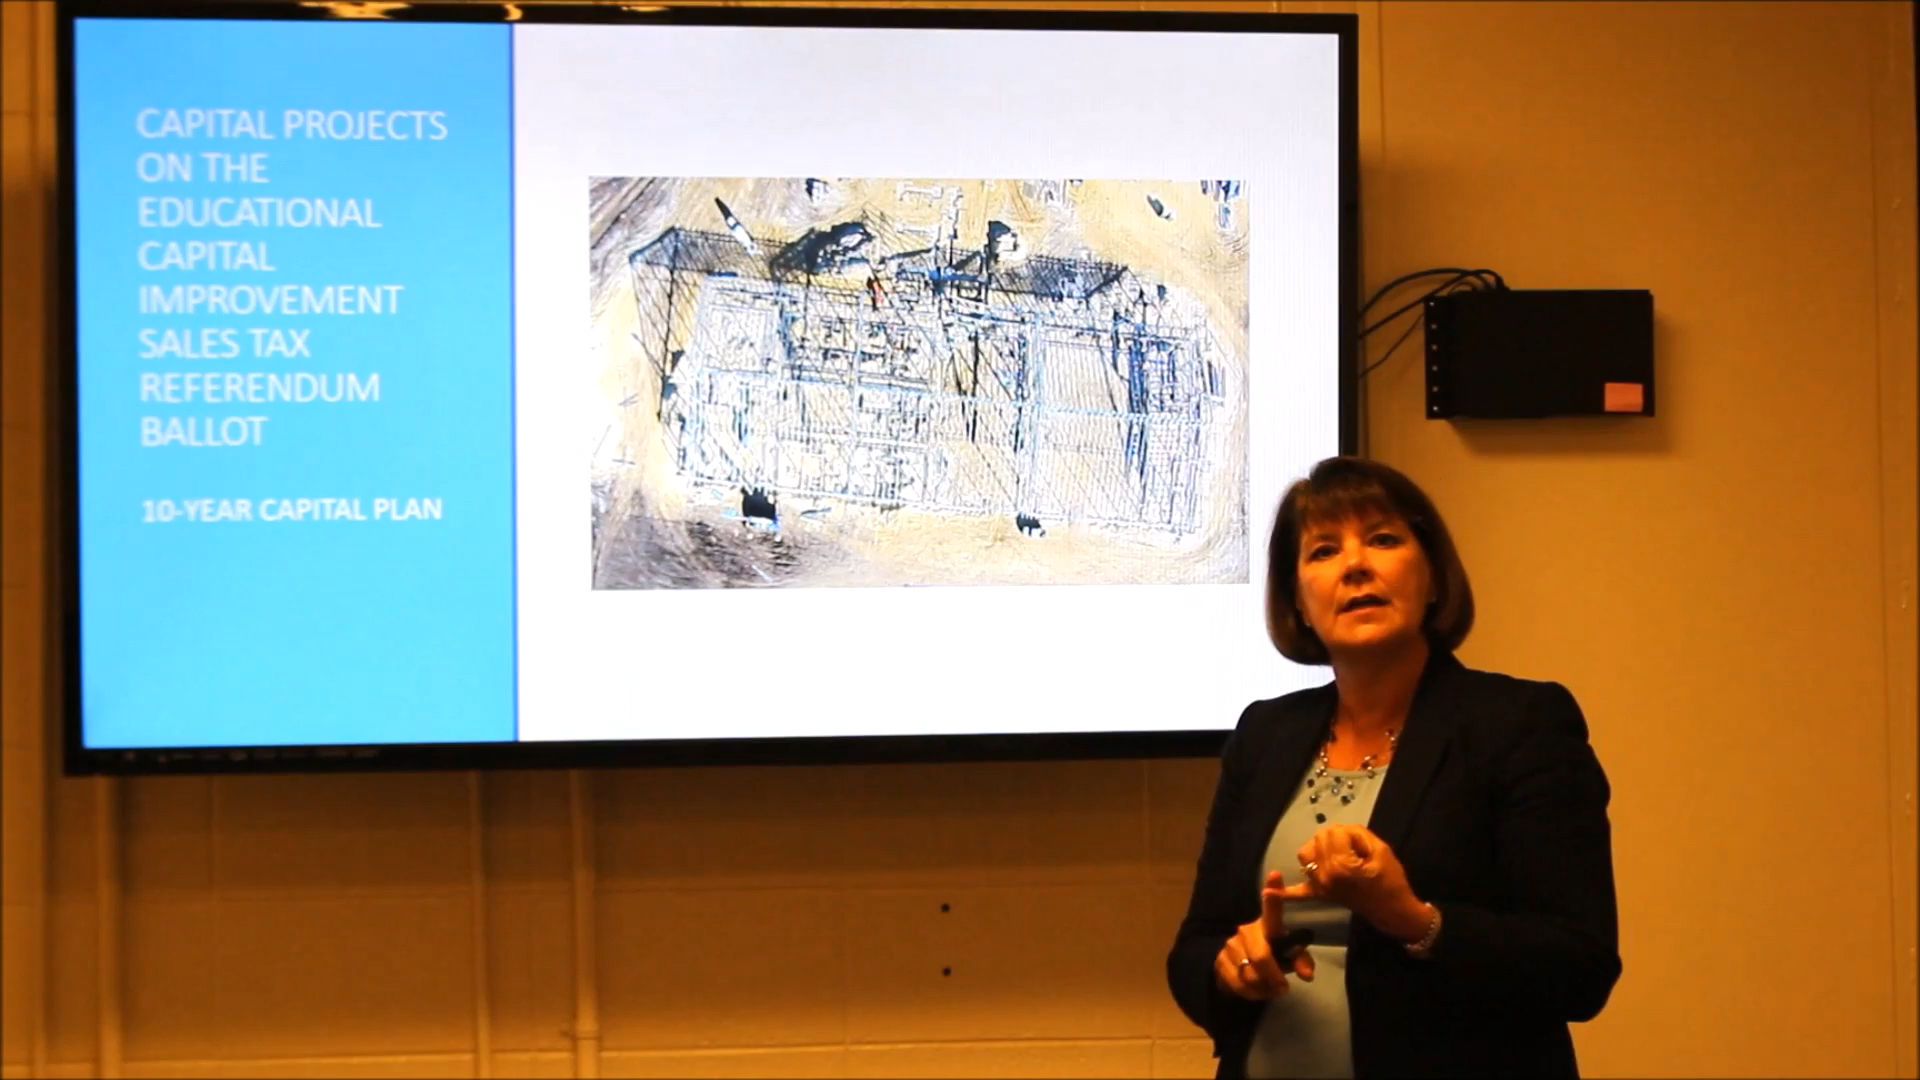 CAPITAL PROJECTS
ON THE
EDUCATIONAL
CAPITAL
IMPROVEMENT
SALES TAX
REFERENDUM
BALLOT
10-YEAR CAPITAL PLAN